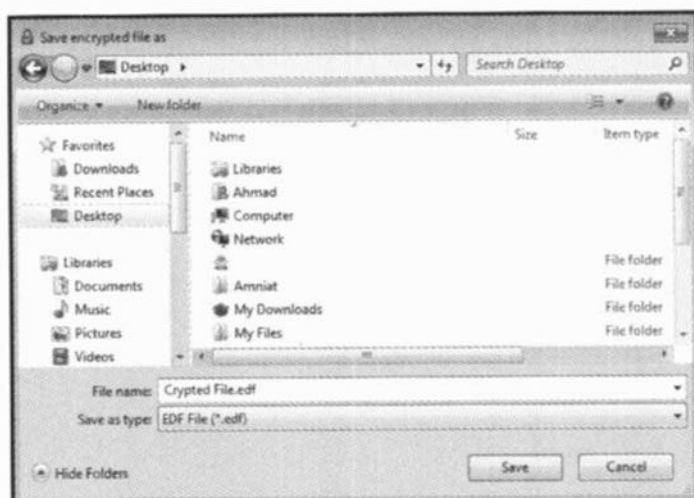 Save encrypted file as
Desktop
Search Desktop
Organize
New folder
Name Size Item type
Favorites
Downloads
Recent Places
Desktop
Libraries
Documents
Music
Pictures
Videos
Libraries
Ahmad
Computer
Network
File folder
Amniat File folder
My Downloads File folder
My Files File folder
File name: Crypted File.edf
Save as type: EDF File (*.edf)
Hide Folders
Save
Cancel